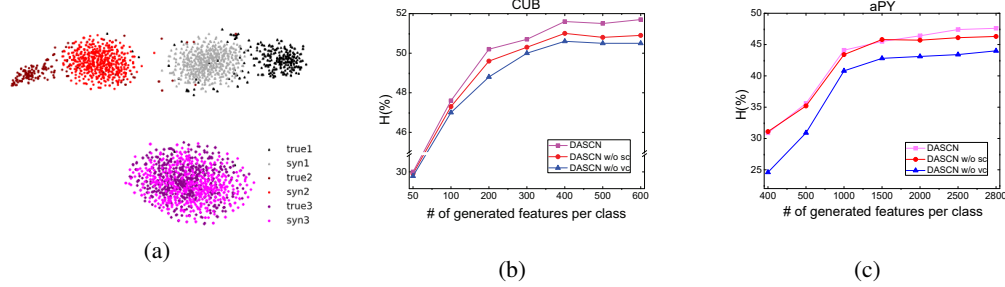 true1
syn1
true2
syn2
true3
syn3
(a)
CUB
H(%)
52
50
48
46
30
DASCN
DASCN w/o sc
DASCN w/o vc
50 100 200 300 400 500 600
# of generated features per class
(b)
aPY
H(%)
50
45
40
35
30
25
DASCN
DASCN w/o sc
DASCN w/o vc
400 500 1000 1500 2000 2500 2800
# of generated features per class
(c)